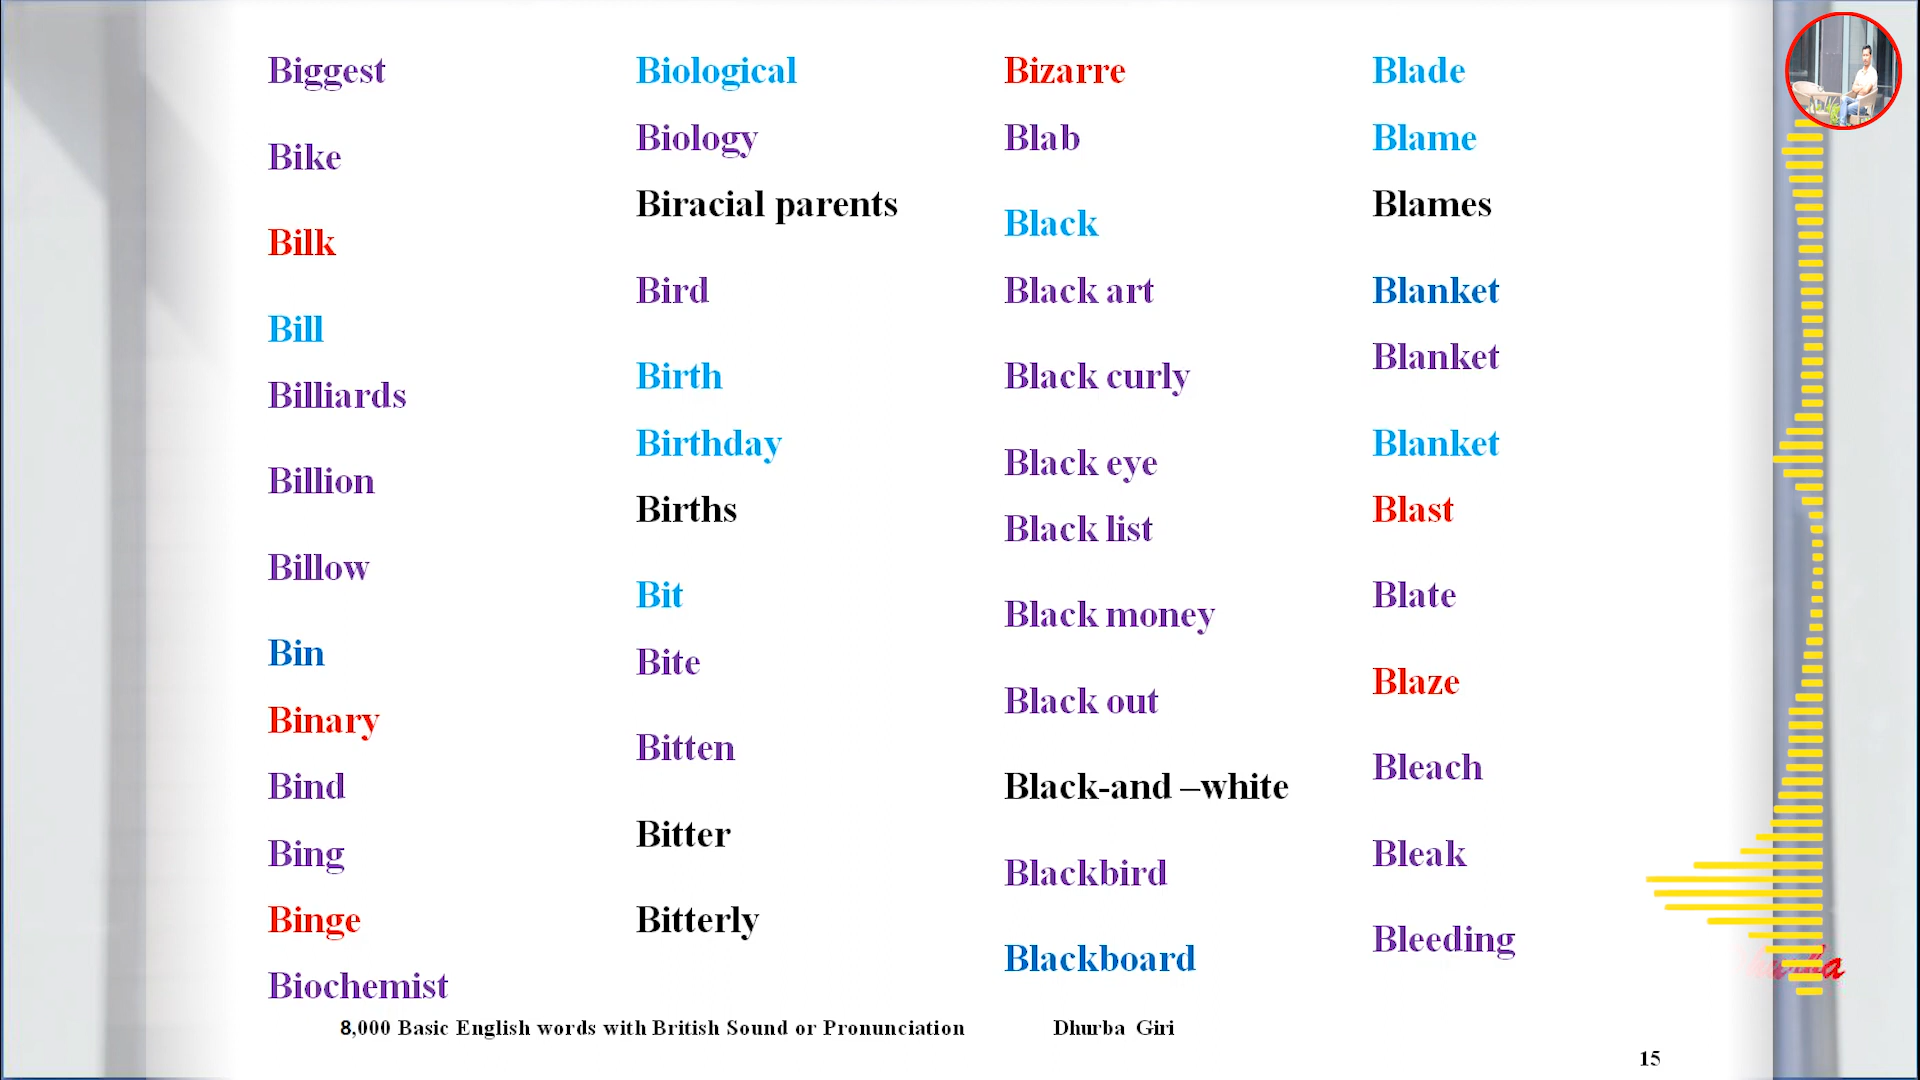 Biggest
Bike
Bilk
Bill
Billiards
Billion
Billow
Bin
Binary
Bind
Bing
Binge
Biochemist
Biological
Biology
Biracial parents
Bird
Birth
Birthday
Births
Bit
Bite
Bitten
Bitter
Bitterly
Bizarre
Blab
Black
Black art
Black curly
Black eye
Black list
Black money
Black out
Black-and –white
Blackbird
Blackboard
Blade
Blame
Blames
Blanket
Blanket
Blanket
Blast
Blate
Blaze
Bleach
Bleak
Bleeding
8,000 Basic English words with British Sound or Pronunciation Dhurba Giri
15